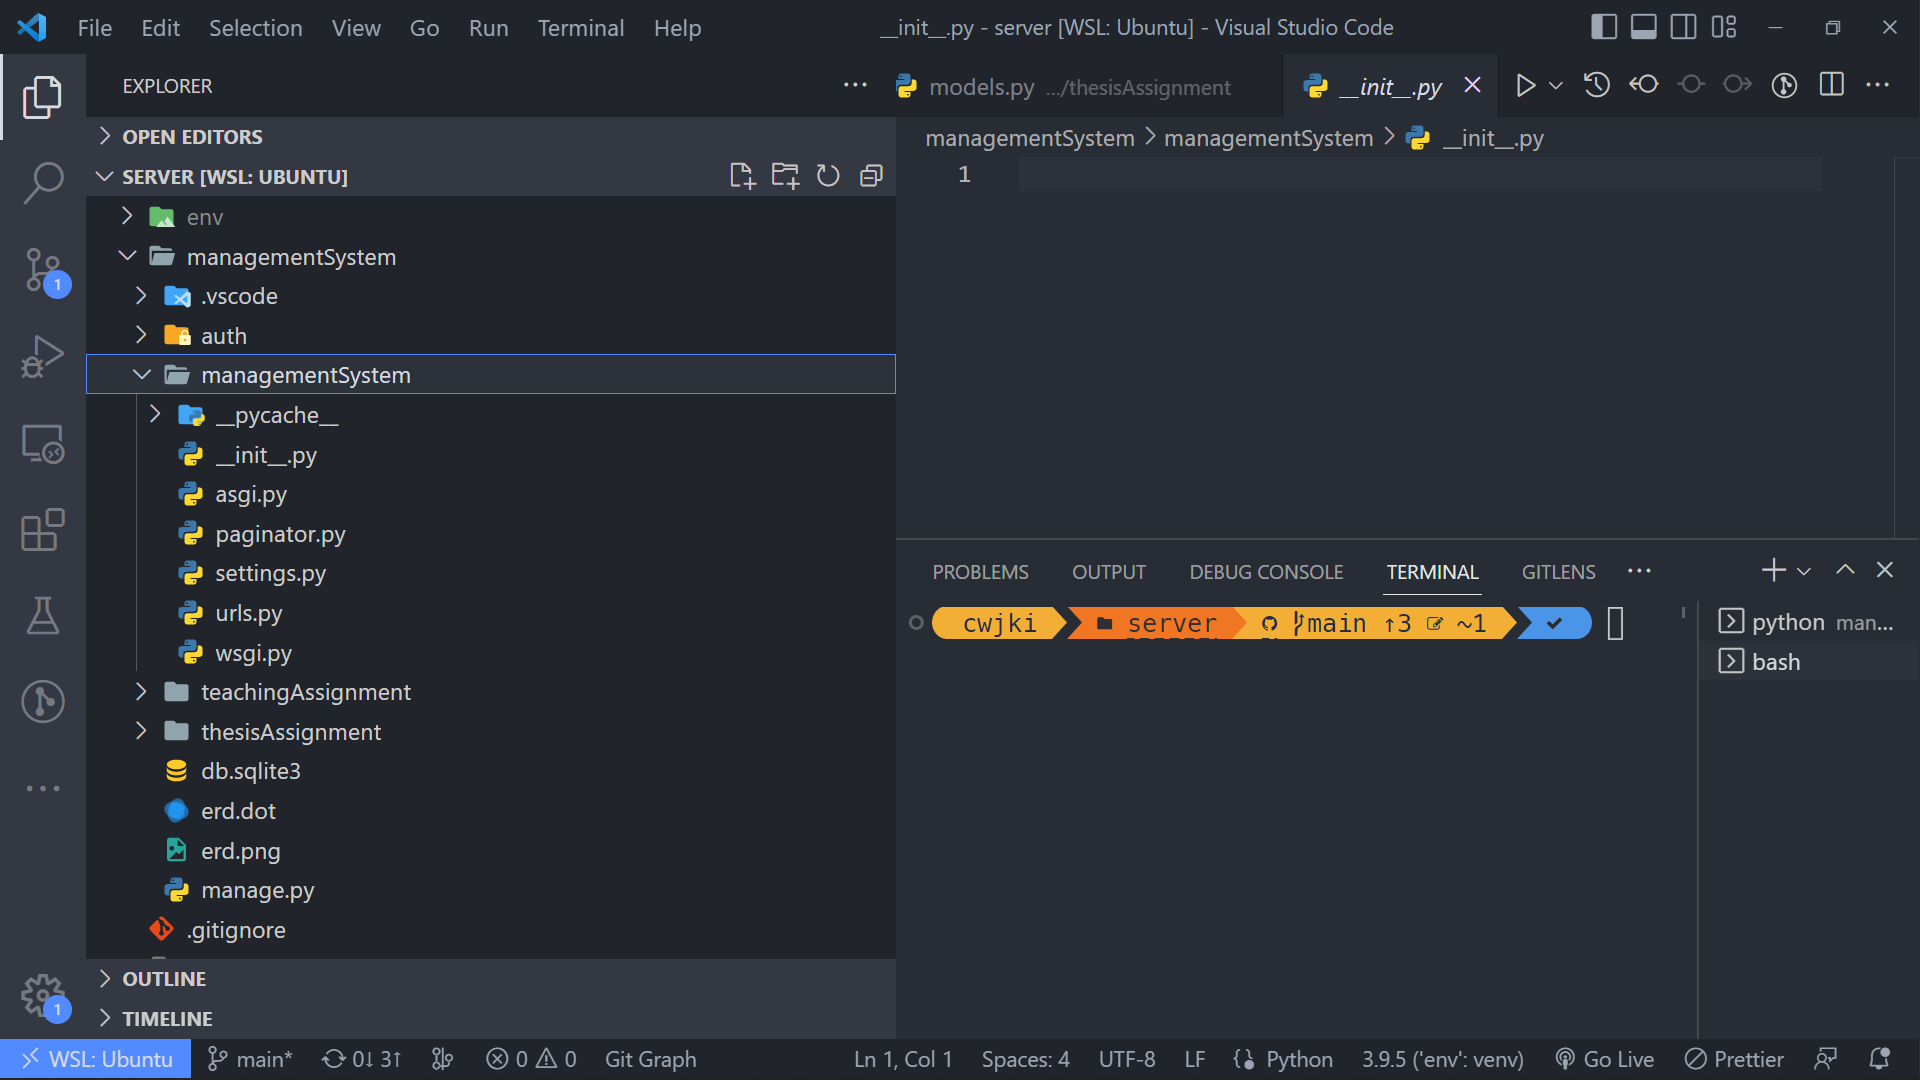 File Edit Selection View Go Run Terminal Help
__init__.py - server [WSL: Ubuntu] - Visual Studio Code
EXPLORER
models.py .../thesisAssignment
__init__.py
OPEN EDITORS
SERVER [WSL: UBUNTU]
managementSystem managementSystem __init__.py
1
env
managementSystem
.vscode
auth
managementSystem
__pycache__
__init__.py
asgi.py
paginator.py
settings.py
urls.py
wsgi.py
teachingAssignment
thesisAssignment
db.sqlite3
erd.dot
erd.png
manage.py
.gitignore
OUTLINE
TIMELINE
1
1
PROBLEMS OUTPUT DEBUG CONSOLE TERMINAL GITLENS
cwjki server main ↑3 ~1
python man...
bash
WSL: Ubuntu main* 0↓ 3↑ 0 0 Git Graph Ln 1, Col 1 Spaces: 4 UTF-8 LF Python 3.9.5 ('env': venv) Go Live Prettier